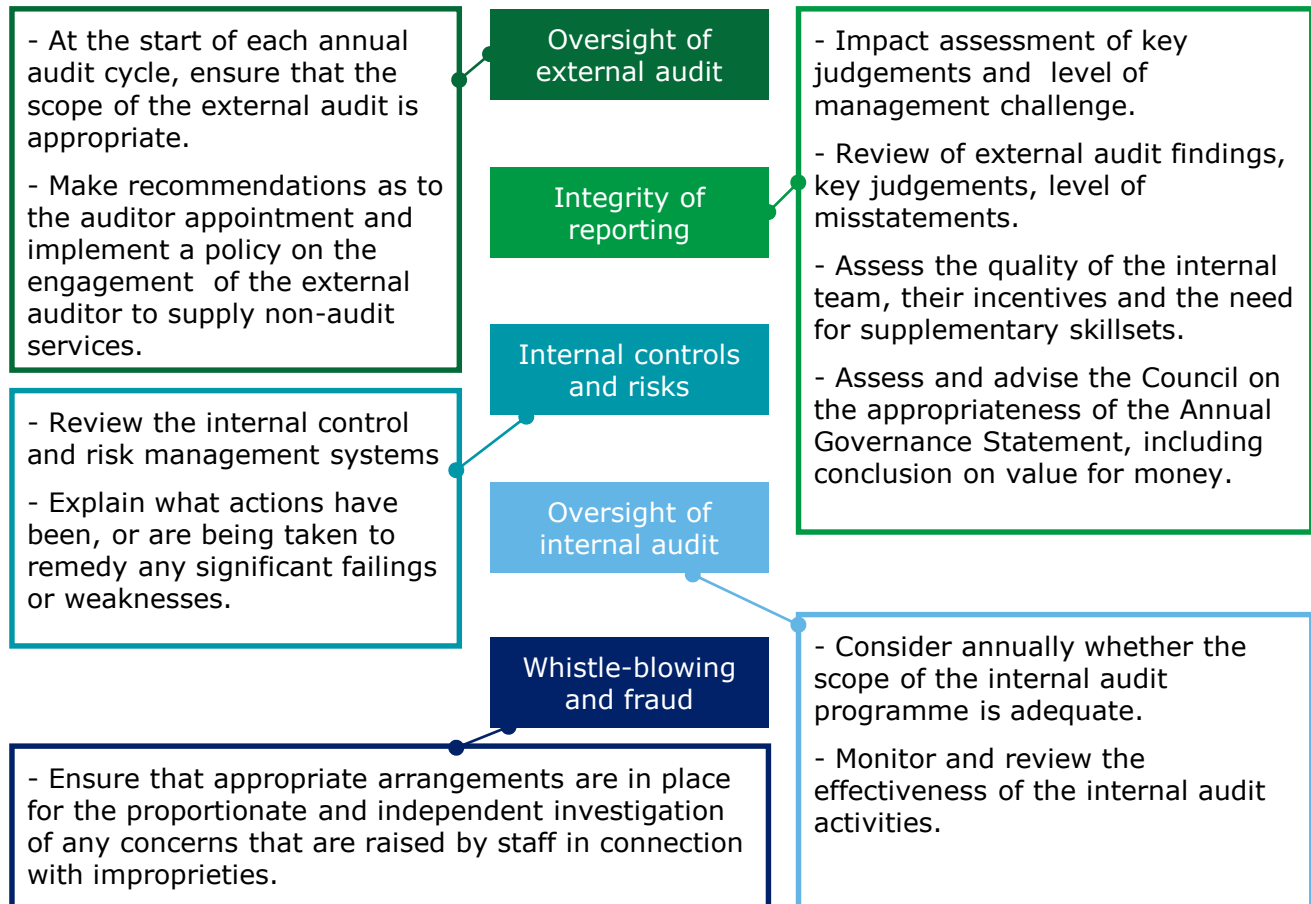 - At the start of each annual
audit cycle, ensure that the
scope of the external audit is
appropriate.
- Make recommendations as to
the auditor appointment and
implement a policy on the
engagement of the external
auditor to supply non-audit
services.
Oversight of
external audit
Integrity of
reporting
- Impact assessment of key
judgements and level of
management challenge.
- Review of external audit findings,
key judgements, level of
misstatements.
- Assess the quality of the internal
team, their incentives and the need
for supplementary skillsets.
- Assess and advise the Council on
the appropriateness of the Annual
Governance Statement, including
conclusion on value for money.
Internal controls
and risks
- Review the internal control
and risk management systems
- Explain what actions have
been, or are being taken to
remedy any significant failings
or weaknesses.
Oversight of
internal audit
- Consider annually whether the
scope of the internal audit
programme is adequate.
- Monitor and review the
effectiveness of the internal audit
activities.
Whistle-blowing
and fraud
- Ensure that appropriate arrangements are in place
for the proportionate and independent investigation
of any concerns that are raised by staff in connection
with improprieties.